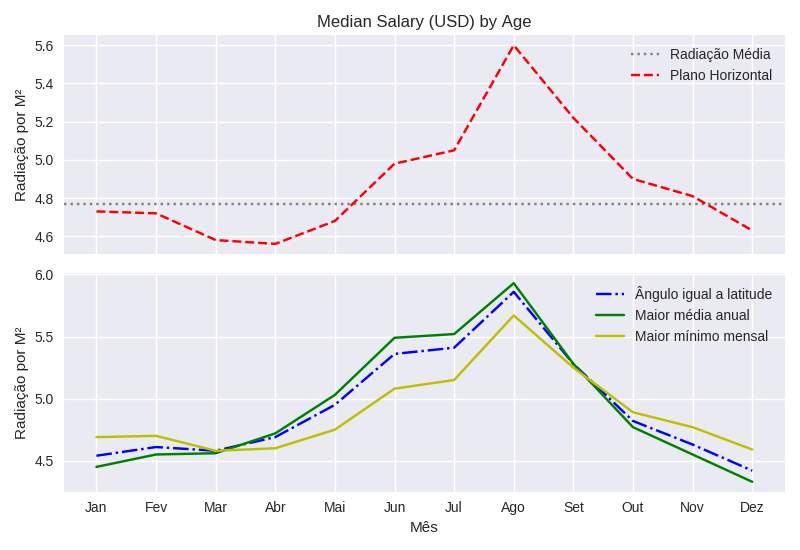 Median Salary (USD) by Age
Radiação por M²
5.6
5.4
5.2
5.0
4.8
4.6
Radiação Média
Plano Horizontal
Radiação por M²
6.0
5.5
5.0
4.5
Ângulo igual a latitude
Maior média anual
Maior mínimo mensal
Jan Fev Mar Abr Mai Jun Jul Ago Set Out Nov Dez
Mês